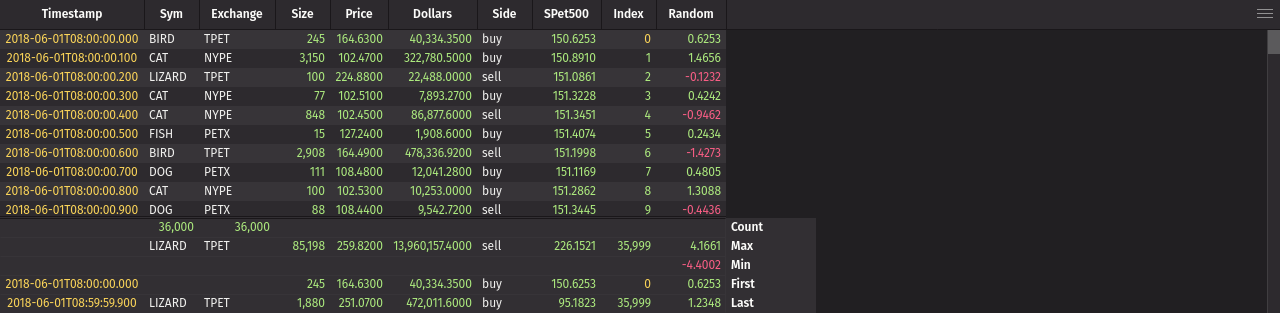 Timestamp Sym Exchange Size Price Dollars Side SPet500 Index Random
2018-06-01T08:00:00.000 BIRD TPET 245 164.6300 40,334.3500 buy 150.6253 0 0.6253
2018-06-01T08:00:00.100 CAT NYPE 3,150 102.4700 322,780.5000 buy 150.8910 1 1.4656
2018-06-01T08:00:00.200 LIZARD TPET 100 224.8800 22,488.0000 sell 151.0861 2 -0.1232
2018-06-01T08:00:00.300 CAT NYPE 77 102.5100 7,893.2700 buy 151.3228 3 0.4242
2018-06-01T08:00:00.400 CAT NYPE 848 102.4500 86,877.6000 sell 151.3451 4 -0.9462
2018-06-01T08:00:00.500 FISH PETX 15 127.2400 1,908.6000 buy 151.4074 5 0.2434
2018-06-01T08:00:00.600 BIRD TPET 2,908 164.4900 478,336.9200 sell 151.1998 6 -1.4273
2018-06-01T08:00:00.700 DOG PETX 111 108.4800 12,041.2800 buy 151.1169 7 0.4805
2018-06-01T08:00:00.800 CAT NYPE 100 102.5300 10,253.0000 buy 151.2862 8 1.3088
2018-06-01T08:00:00.900 DOG PETX 88 108.4400 9,542.7200 sell 151.3445 9 -0.4436
36,000 36,000 Count
LIZARD TPET 85,198 259.8200 13,960,157.4000 sell 226.1521 35,999 4.1661 Max
-4.4002 Min
2018-06-01T08:00:00.000 245 164.6300 40,334.3500 buy 150.6253 0 0.6253 First
2018-06-01T08:59:59.900 LIZARD TPET 1,880 251.0700 472,011.6000 buy 95.1823 35,999 1.2348 Last